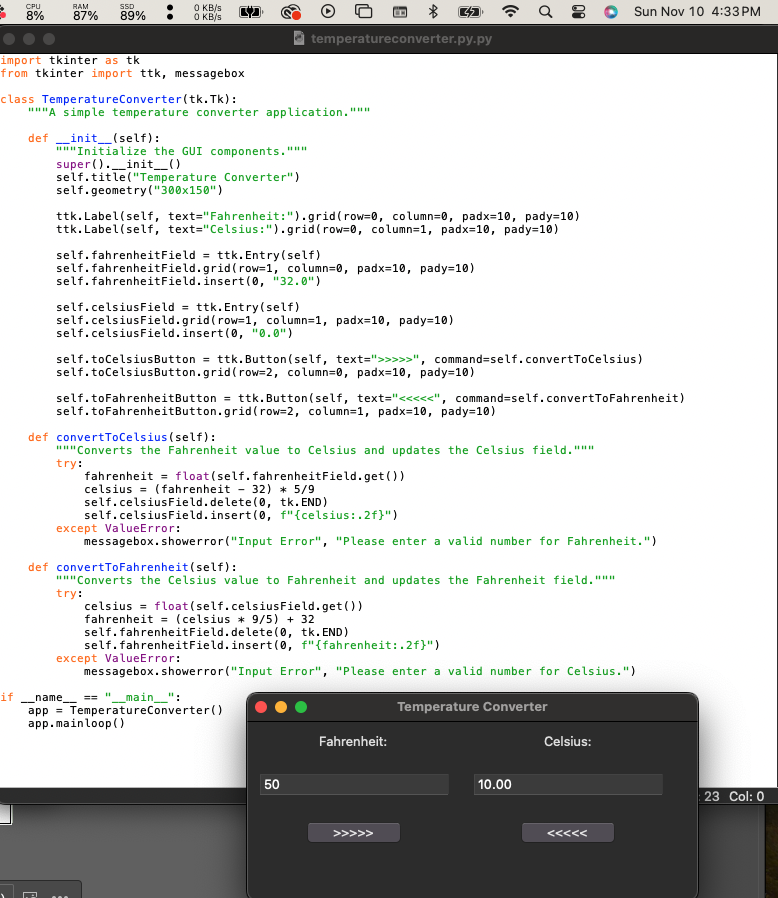 CPU RAM SSD 0 KB/s
8% 87% 89% 0 KB/s
Sun Nov 10 4:33 PM
temperatureconverter.py.py
import tkinter as tk
from tkinter import ttk, messagebox
class TemperatureConverter(tk.Tk):
    """A simple temperature converter application."""
    def __init__(self):
        """Initialize the GUI components."""
        super().__init__()
        self.title("Temperature Converter")
        self.geometry("300x150")
        ttk.Label(self, text="Fahrenheit:").grid(row=0, column=0, padx=10, pady=10)
        ttk.Label(self, text="Celsius:").grid(row=0, column=1, padx=10, pady=10)
        self.fahrenheitField = ttk.Entry(self)
        self.fahrenheitField.grid(row=1, column=0, padx=10, pady=10)
        self.fahrenheitField.insert(0, "32.0")
        self.celsiusField = ttk.Entry(self)
        self.celsiusField.grid(row=1, column=1, padx=10, pady=10)
        self.celsiusField.insert(0, "0.0")
        self.toCelsiusButton = ttk.Button(self, text=">>>>>", command=self.convertToCelsius)
        self.toCelsiusButton.grid(row=2, column=0, padx=10, pady=10)
        self.toFahrenheitButton = ttk.Button(self, text="<<<<<", command=self.convertToFahrenheit)
        self.toFahrenheitButton.grid(row=2, column=1, padx=10, pady=10)
    def convertToCelsius(self):
        """Converts the Fahrenheit value to Celsius and updates the Celsius field."""
        try:
            fahrenheit = float(self.fahrenheitField.get())
            celsius = (fahrenheit - 32) * 5/9
            self.celsiusField.delete(0, tk.END)
            self.celsiusField.insert(0, f"{celsius:.2f}")
        except ValueError:
            messagebox.showerror("Input Error", "Please enter a valid number for Fahrenheit.")
    def convertToFahrenheit(self):
        """Converts the Celsius value to Fahrenheit and updates the Fahrenheit field."""
        try:
            celsius = float(self.celsiusField.get())
            fahrenheit = (celsius * 9/5) + 32
            self.fahrenheitField.delete(0, tk.END)
            self.fahrenheitField.insert(0, f"{fahrenheit:.2f}")
        except ValueError:
            messagebox.showerror("Input Error", "Please enter a valid number for Celsius.")
if __name__ == "__main__":
    app = TemperatureConverter()
    app.mainloop()
Temperature Converter
Fahrenheit: Celsius:
50 10.00
>>>>> <<<<<
: 23 Col: 0